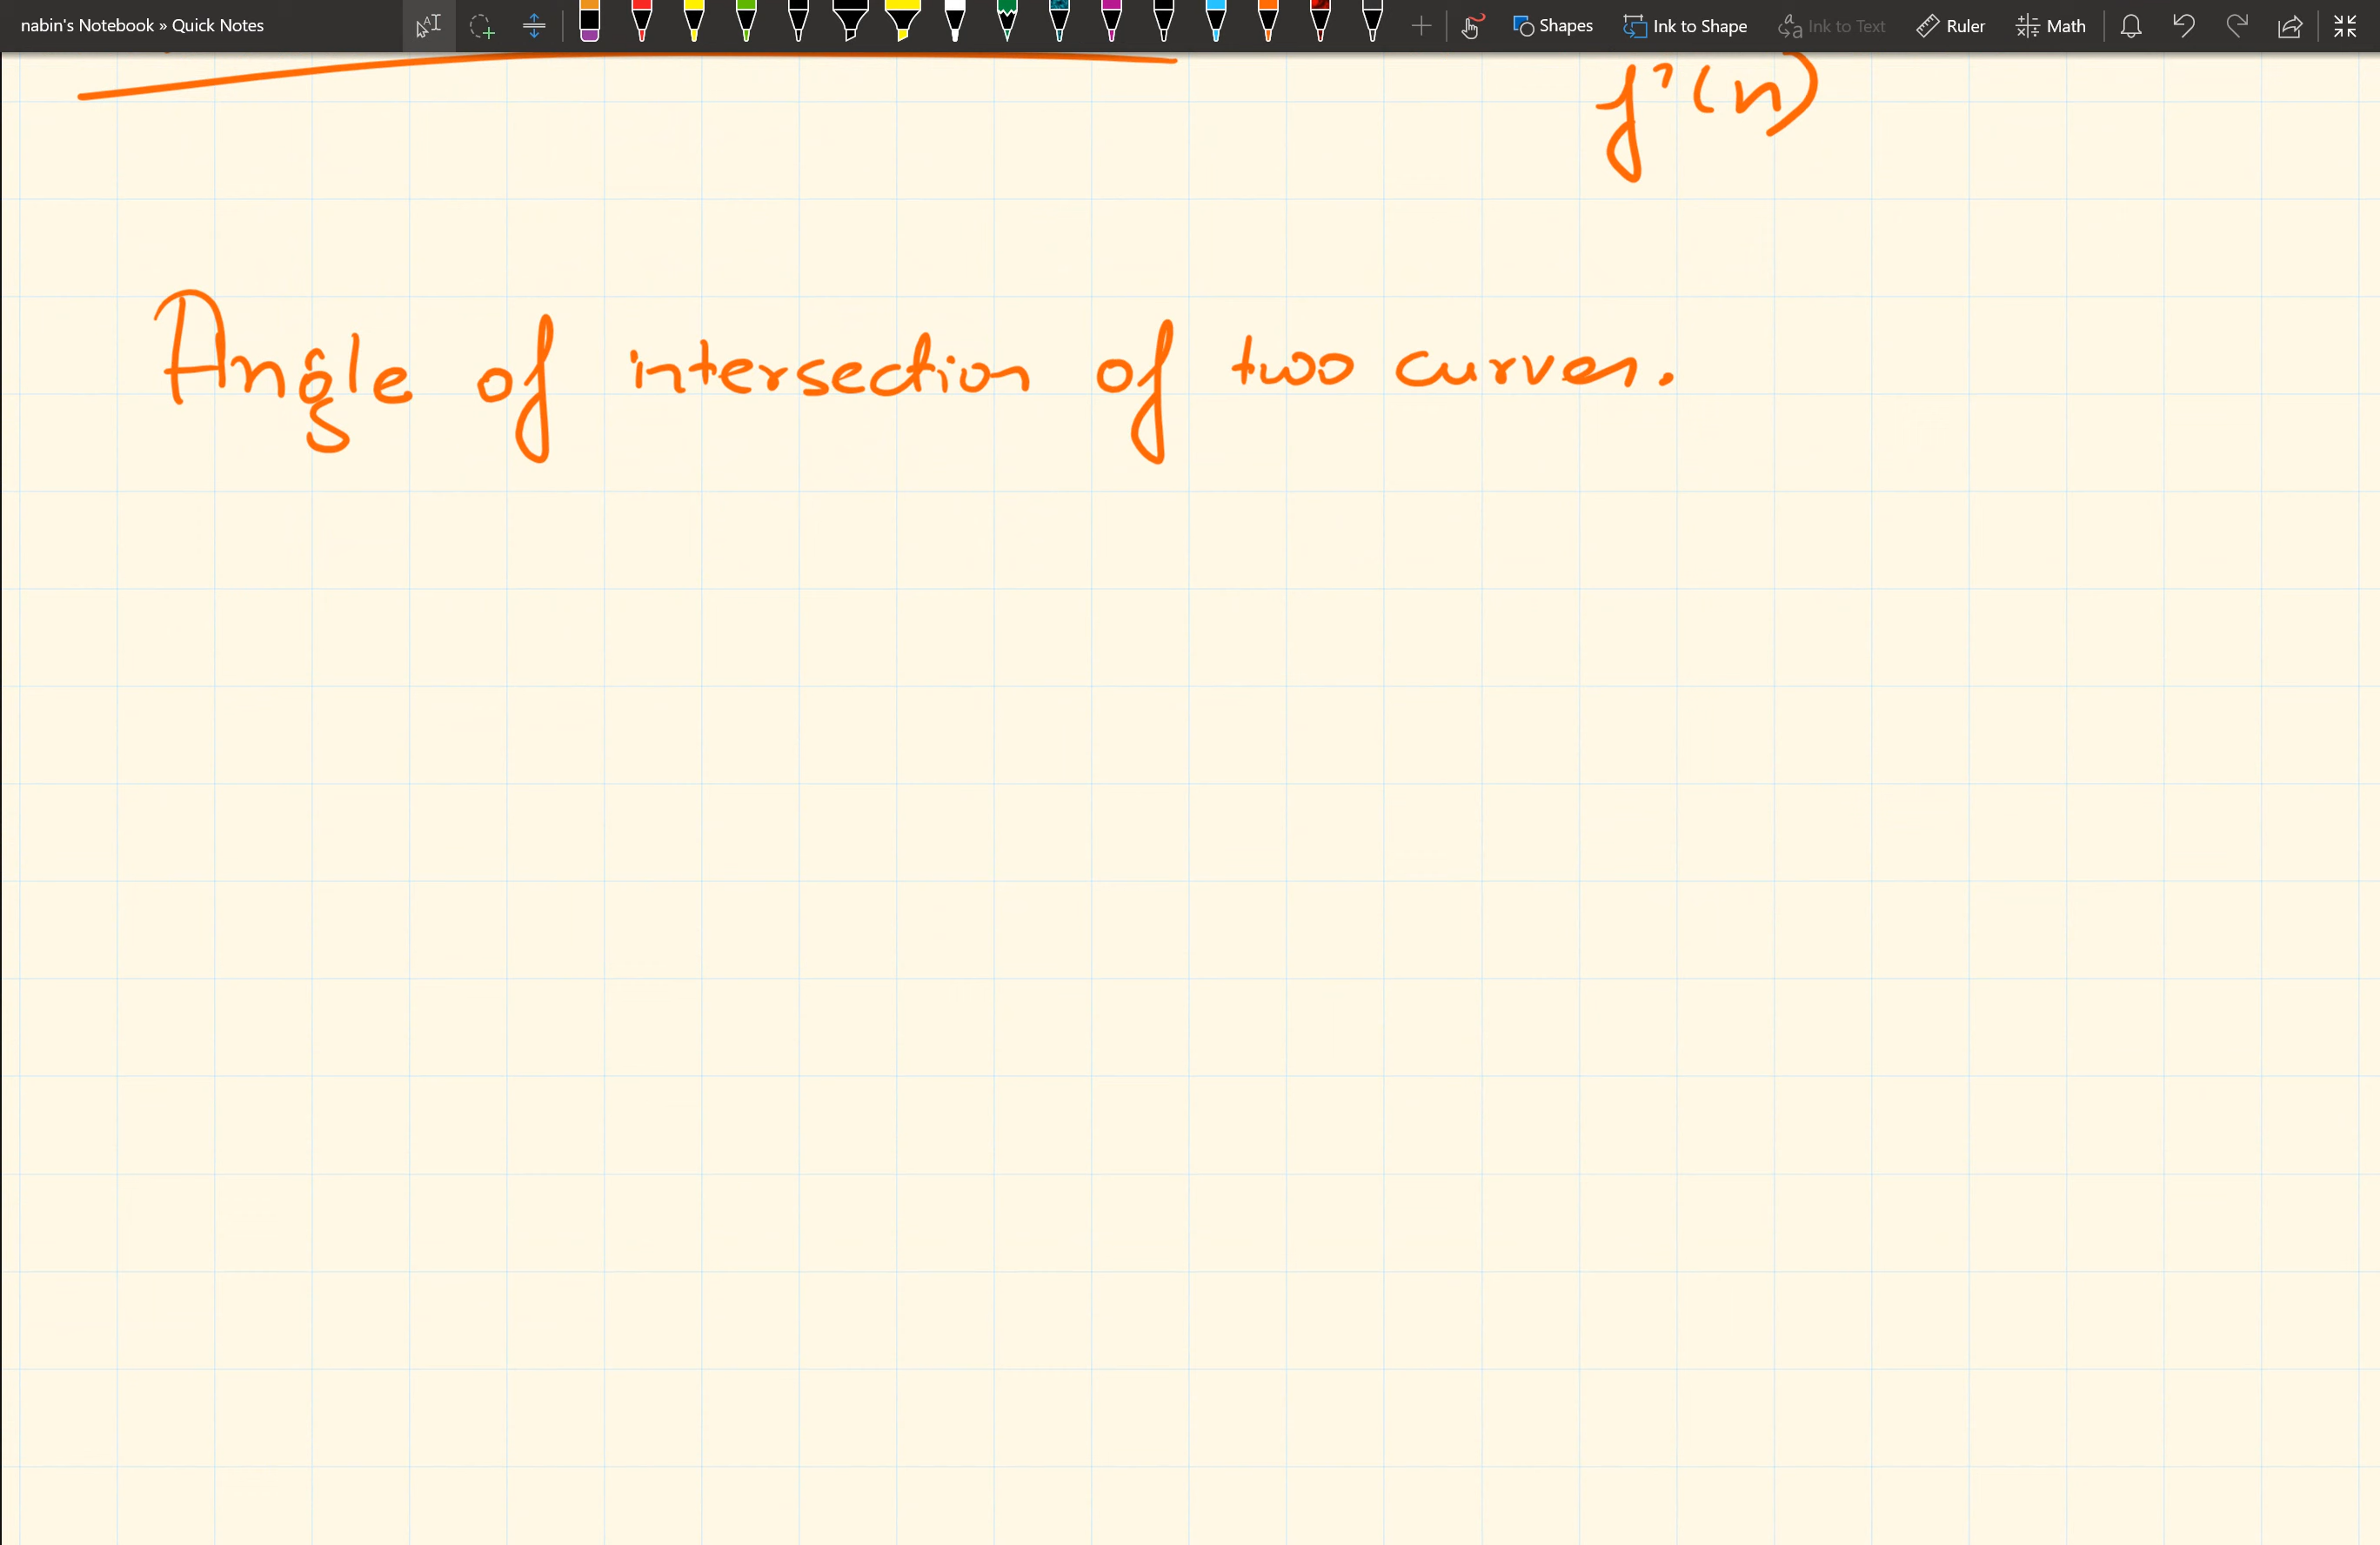 nabin's Notebook » Quick Notes Shapes Ink to Shape Ink to Text Ruler Math
f'(n)
Angle of intersection of two curves.